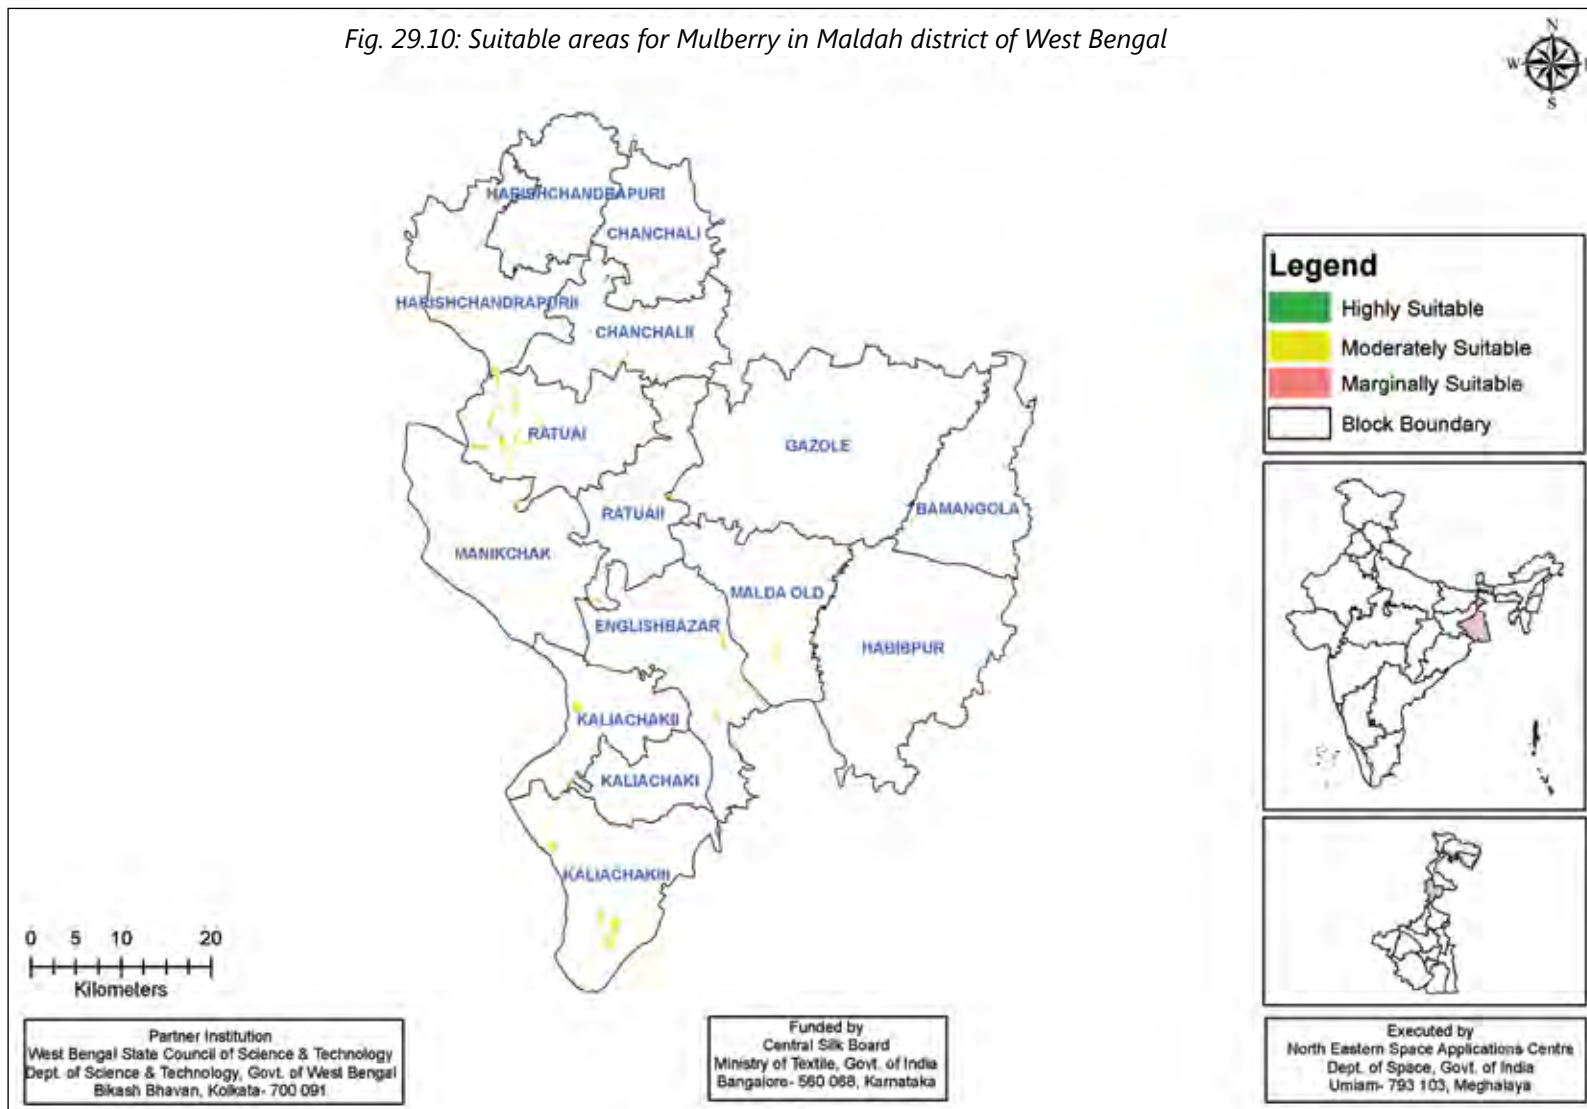 Fig. 29.10: Suitable areas for Mulberry in Maldah district of West Bengal
N
W
S
HARISHCHANDRAPURI
CHANCHALI
HARISHCHANDRAPURII
CHANCHALII
RATUAI
GAZOLE
BAMANGOLA
RATUAII
MANIKCHAK
MALDA OLD
ENGLISHBAZAR
HABIBPUR
KALIACHAKII
KALIACHAKI
KALIACHAKIII
Legend
Highly Suitable
Moderately Suitable
Marginally Suitable
Block Boundary
0 5 10 20
Kilometers
Partner Institution
West Bengal State Council of Science & Technology
Dept. of Science & Technology, Govt. of West Bengal
Bikash Bhavan, Kolkata- 700 091
Funded by
Central Silk Board
Ministry of Textile, Govt. of India
Bangalore- 560 068, Karnataka
Executed by
North Eastern Space Applications Centre
Dept. of Space, Govt. of India
Umiam- 793 103, Meghalaya